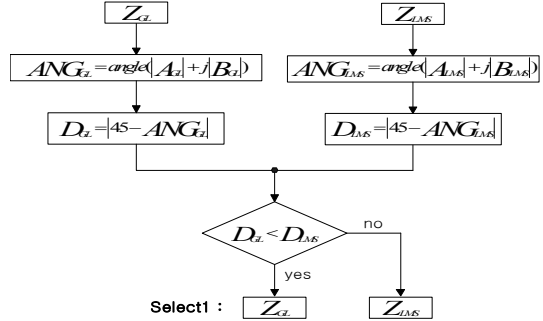 Z_GL Z_LMS
ANG_GL=angle(|A_GL|+j|B_GL|) ANG_LMS=angle(|A_LMS|+j|B_LMS|)
D_GL=|45−ANG_GL| D_LMS=|45−ANG_LMS|
D_GL<D_LMS
no
yes
Select1 : Z_GL Z_LMS